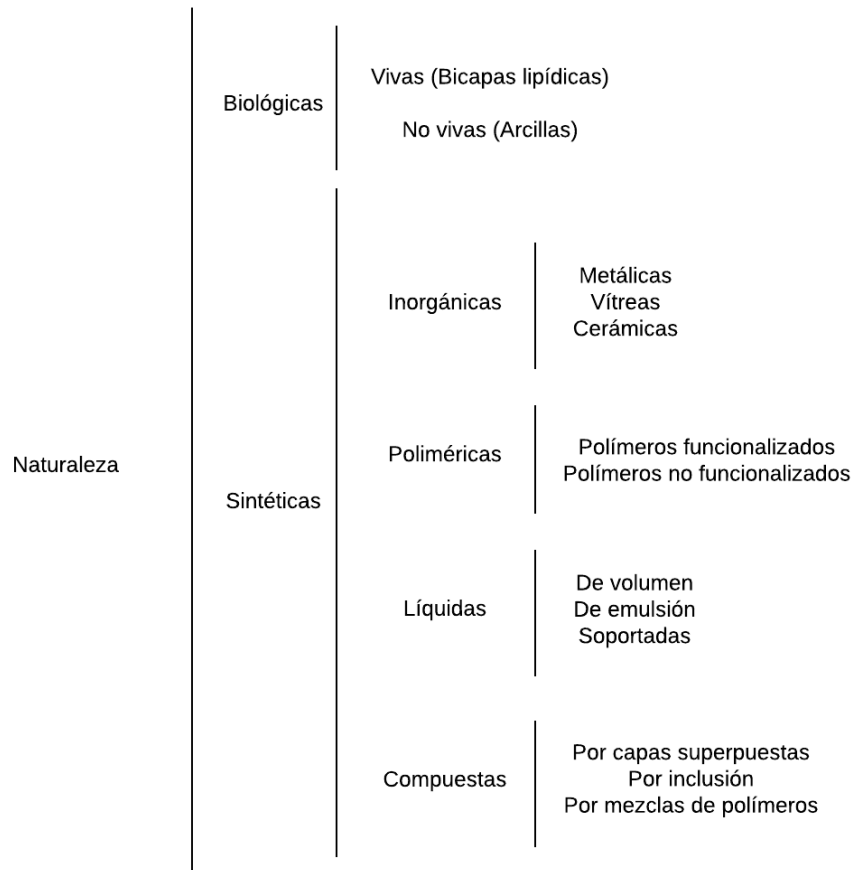 Naturaleza
Biológicas
Vivas (Bicapas lipídicas)
No vivas (Arcillas)
Sintéticas
Inorgánicas
Metálicas
Vítreas
Cerámicas
Poliméricas
Polímeros funcionalizados
Polímeros no funcionalizados
Líquidas
De volumen
De emulsión
Soportadas
Compuestas
Por capas superpuestas
Por inclusión
Por mezclas de polímeros